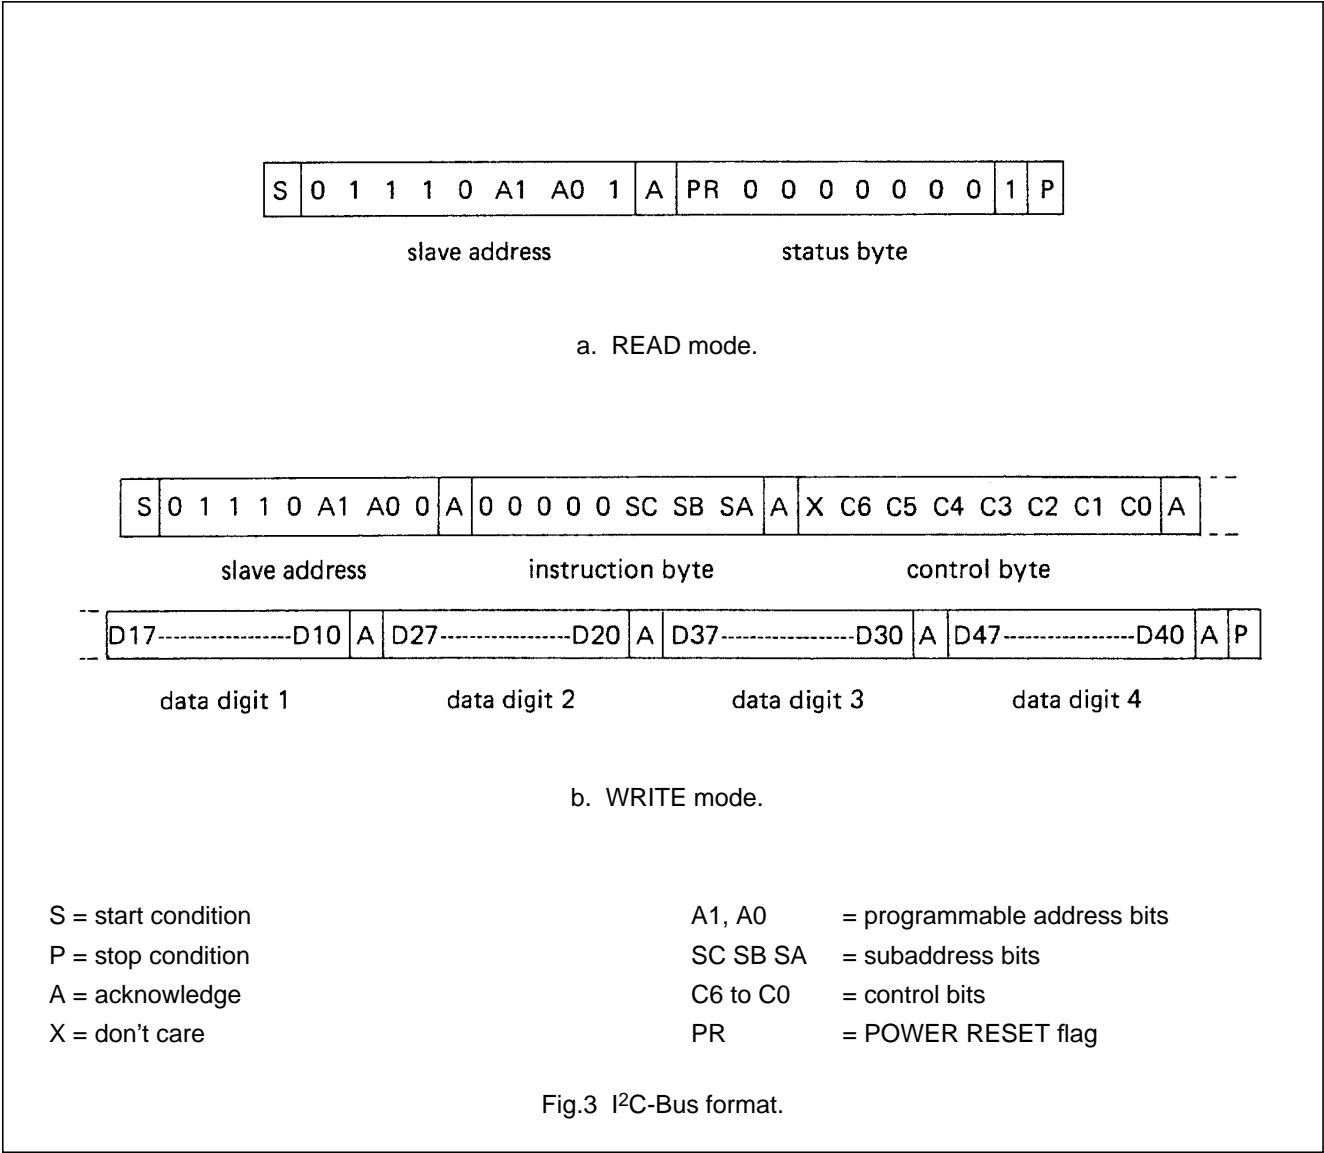 S 0 1 1 1 0 A1 A0 1 A PR 0 0 0 0 0 0 0 1 P
slave address status byte
a. READ mode.
S 0 1 1 1 0 A1 A0 0 A 0 0 0 0 0 SC SB SA A X C6 C5 C4 C3 C2 C1 C0 A
slave address instruction byte control byte
D17-----------------D10 A D27-----------------D20 A D37-----------------D30 A D47-----------------D40 A P
data digit 1 data digit 2 data digit 3 data digit 4
b. WRITE mode.
S = start condition
P = stop condition
A = acknowledge
X = don't care
A1, A0 = programmable address bits
SC SB SA = subaddress bits
C6 to C0 = control bits
PR = POWER RESET flag
Fig.3 I²C-Bus format.